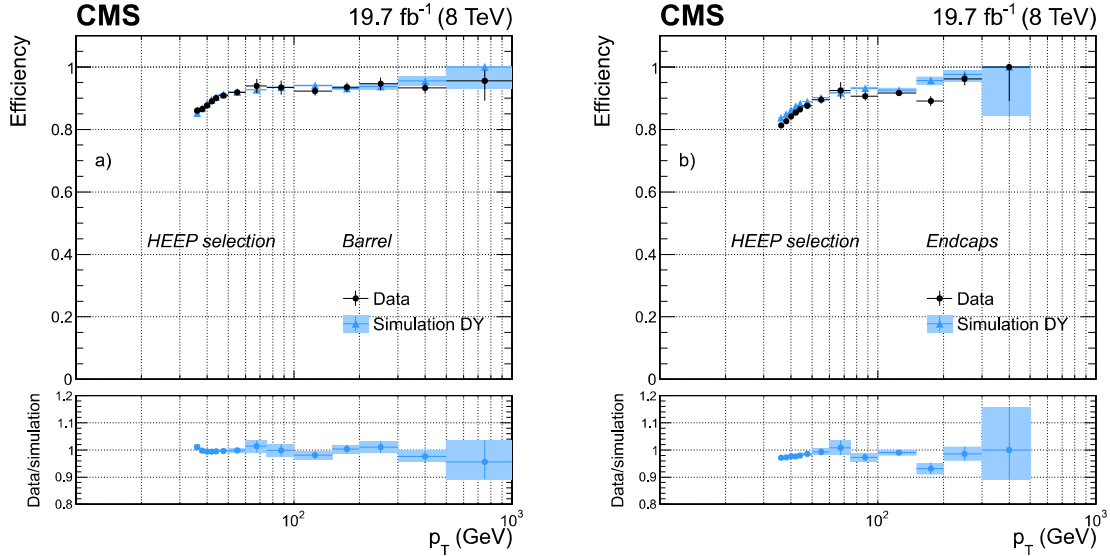 CMS
19.7 fb⁻¹ (8 TeV)
Efficiency
1
0.8
0.6
0.4
0.2
0
a)
HEEP selection
Barrel
Data
Simulation DY
Data/simulation
1.2
1.1
1
0.9
0.8
10²
10³
p_T (GeV)
CMS
19.7 fb⁻¹ (8 TeV)
Efficiency
1
0.8
0.6
0.4
0.2
0
b)
HEEP selection
Endcaps
Data
Simulation DY
Data/simulation
1.2
1.1
1
0.9
0.8
10²
10³
p_T (GeV)